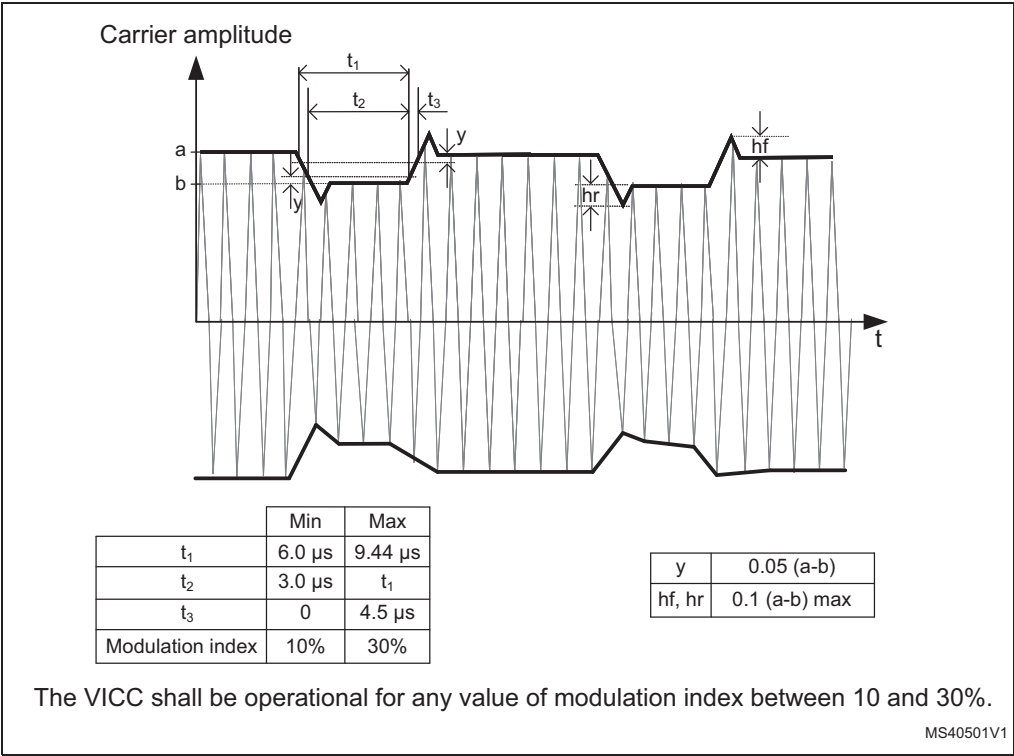 Carrier amplitude
t₁
t₂ t₃
y
hf
a
b
y
hr
t
Min Max
t₁ 6.0 µs 9.44 µs
t₂ 3.0 µs t₁
t₃ 0 4.5 µs
Modulation index 10% 30%
y 0.05 (a-b)
hf, hr 0.1 (a-b) max
The VICC shall be operational for any value of modulation index between 10 and 30%.
MS40501V1